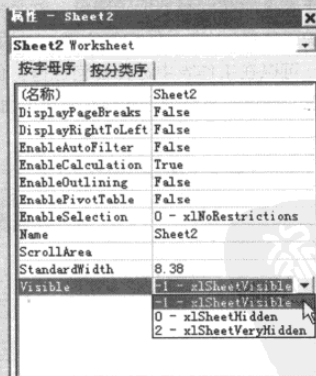 属性 - Sheet2
Sheet2 Worksheet
按字母序 按分类序
(名称) Sheet2
DisplayPageBreaks False
DisplayRightToLeft False
EnableAutoFilter False
EnableCalculation True
EnableOutlining False
EnablePivotTable False
EnableSelection 0 - xlNoRestrictions
Name Sheet2
ScrollArea
StandardWidth 8.38
Visible -1 - xlSheetVisible
-1 - xlSheetVisible
0 - xlSheetHidden
2 - xlSheetVeryHidden